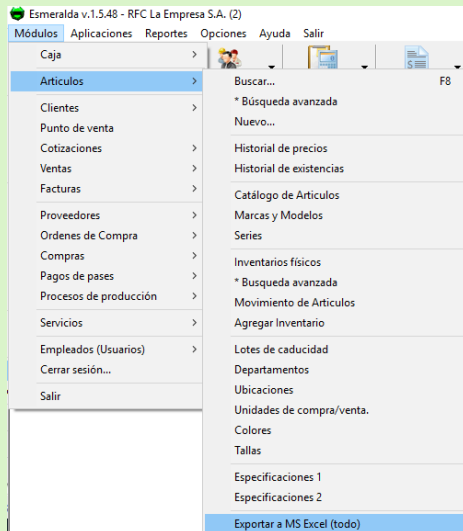 Esmeralda v.1.5.48 - RFC La Empresa S.A. (2)
Módulos Aplicaciones Reportes Opciones Ayuda Salir
Caja
Articulos
Clientes
Punto de venta
Cotizaciones
Ventas
Facturas
Proveedores
Ordenes de Compra
Compras
Pagos de pases
Procesos de producción
Servicios
Empleados (Usuarios)
Cerrar sesión...
Salir
Buscar... F8
* Búsqueda avanzada
Nuevo...
Historial de precios
Historial de existencias
Catálogo de Articulos
Marcas y Modelos
Series
Inventarios físicos
* Busqueda avanzada
Movimiento de Articulos
Agregar Inventario
Lotes de caducidad
Departamentos
Ubicaciones
Unidades de compra/venta.
Colores
Tallas
Especificaciones 1
Especificaciones 2
Exportar a MS Excel (todo)